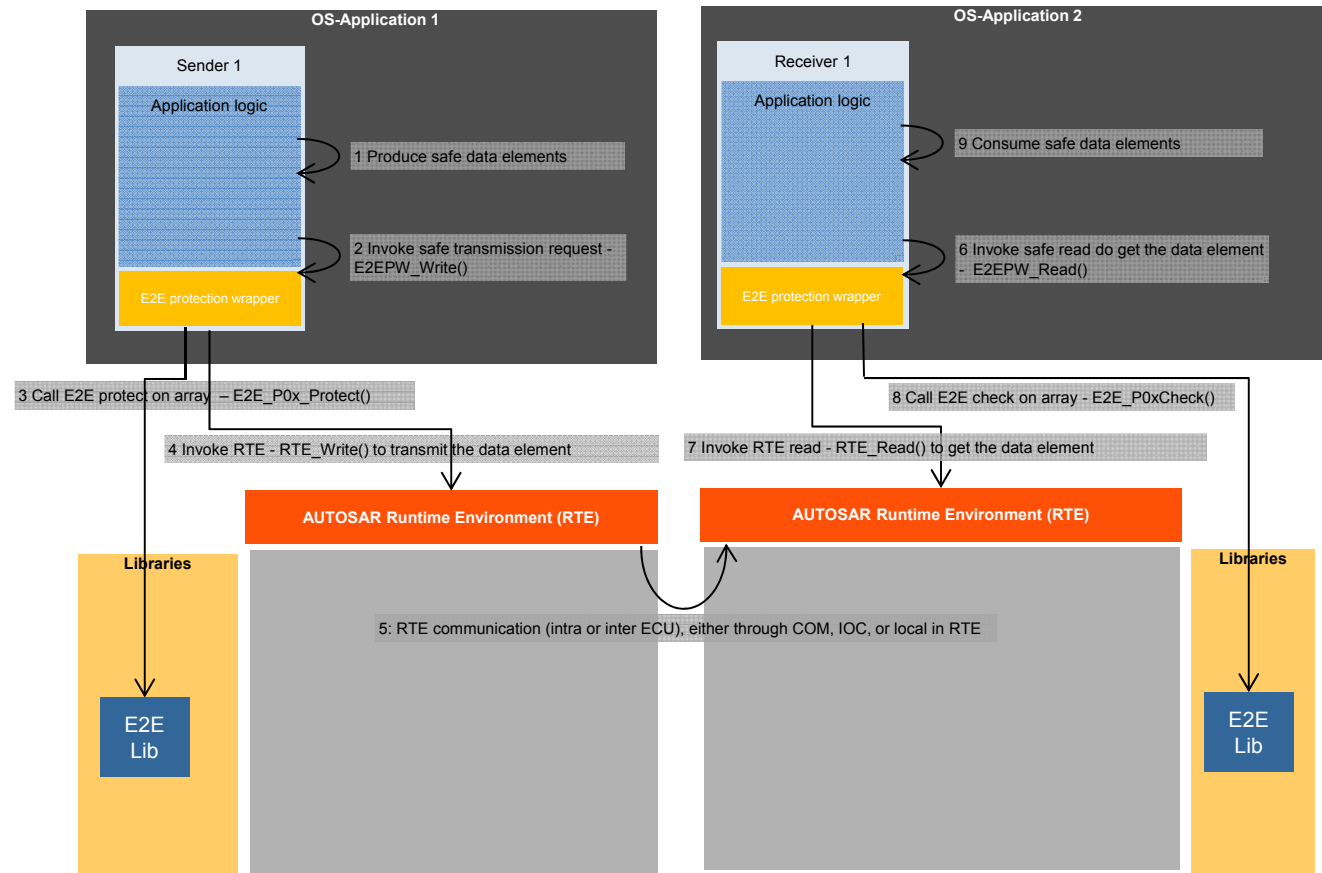 OS-Application 1
Sender 1
Application logic
1 Produce safe data elements
2 Invoke safe transmission request -
E2EPW_Write()
E2E protection wrapper
3 Call E2E protect on array – E2E_P0x_Protect()
4 Invoke RTE - RTE_Write() to transmit the data element
AUTOSAR Runtime Environment (RTE)
Libraries
E2E
Lib
5: RTE communication (intra or inter ECU), either through COM, IOC, or local in RTE
OS-Application 2
Receiver 1
Application logic
9 Consume safe data elements
6 Invoke safe read do get the data element
- E2EPW_Read()
E2E protection wrapper
8 Call E2E check on array - E2E_P0xCheck()
7 Invoke RTE read - RTE_Read() to get the data element
AUTOSAR Runtime Environment (RTE)
Libraries
E2E
Lib